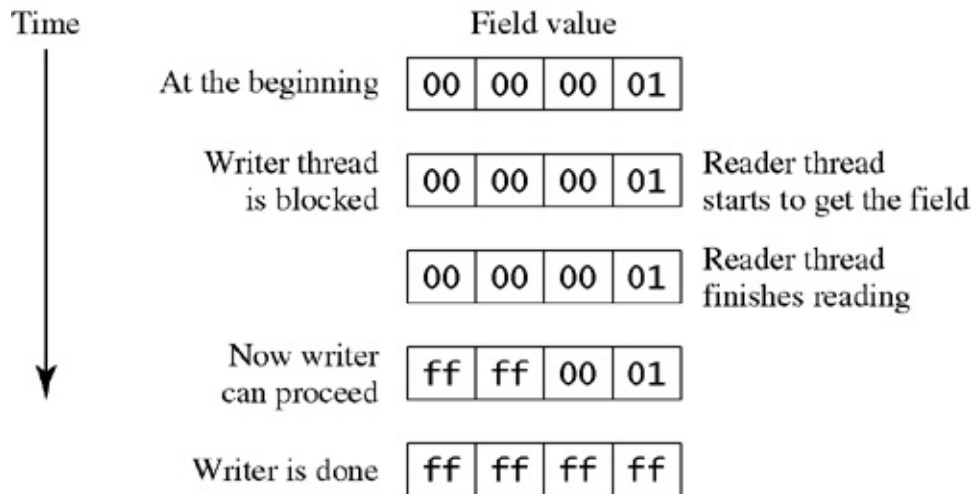 Time
Field value
At the beginning
00 00 00 01
Writer thread
is blocked
00 00 00 01
Reader thread
starts to get the field
00 00 00 01
Reader thread
finishes reading
Now writer
can proceed
ff ff 00 01
Writer is done
ff ff ff ff